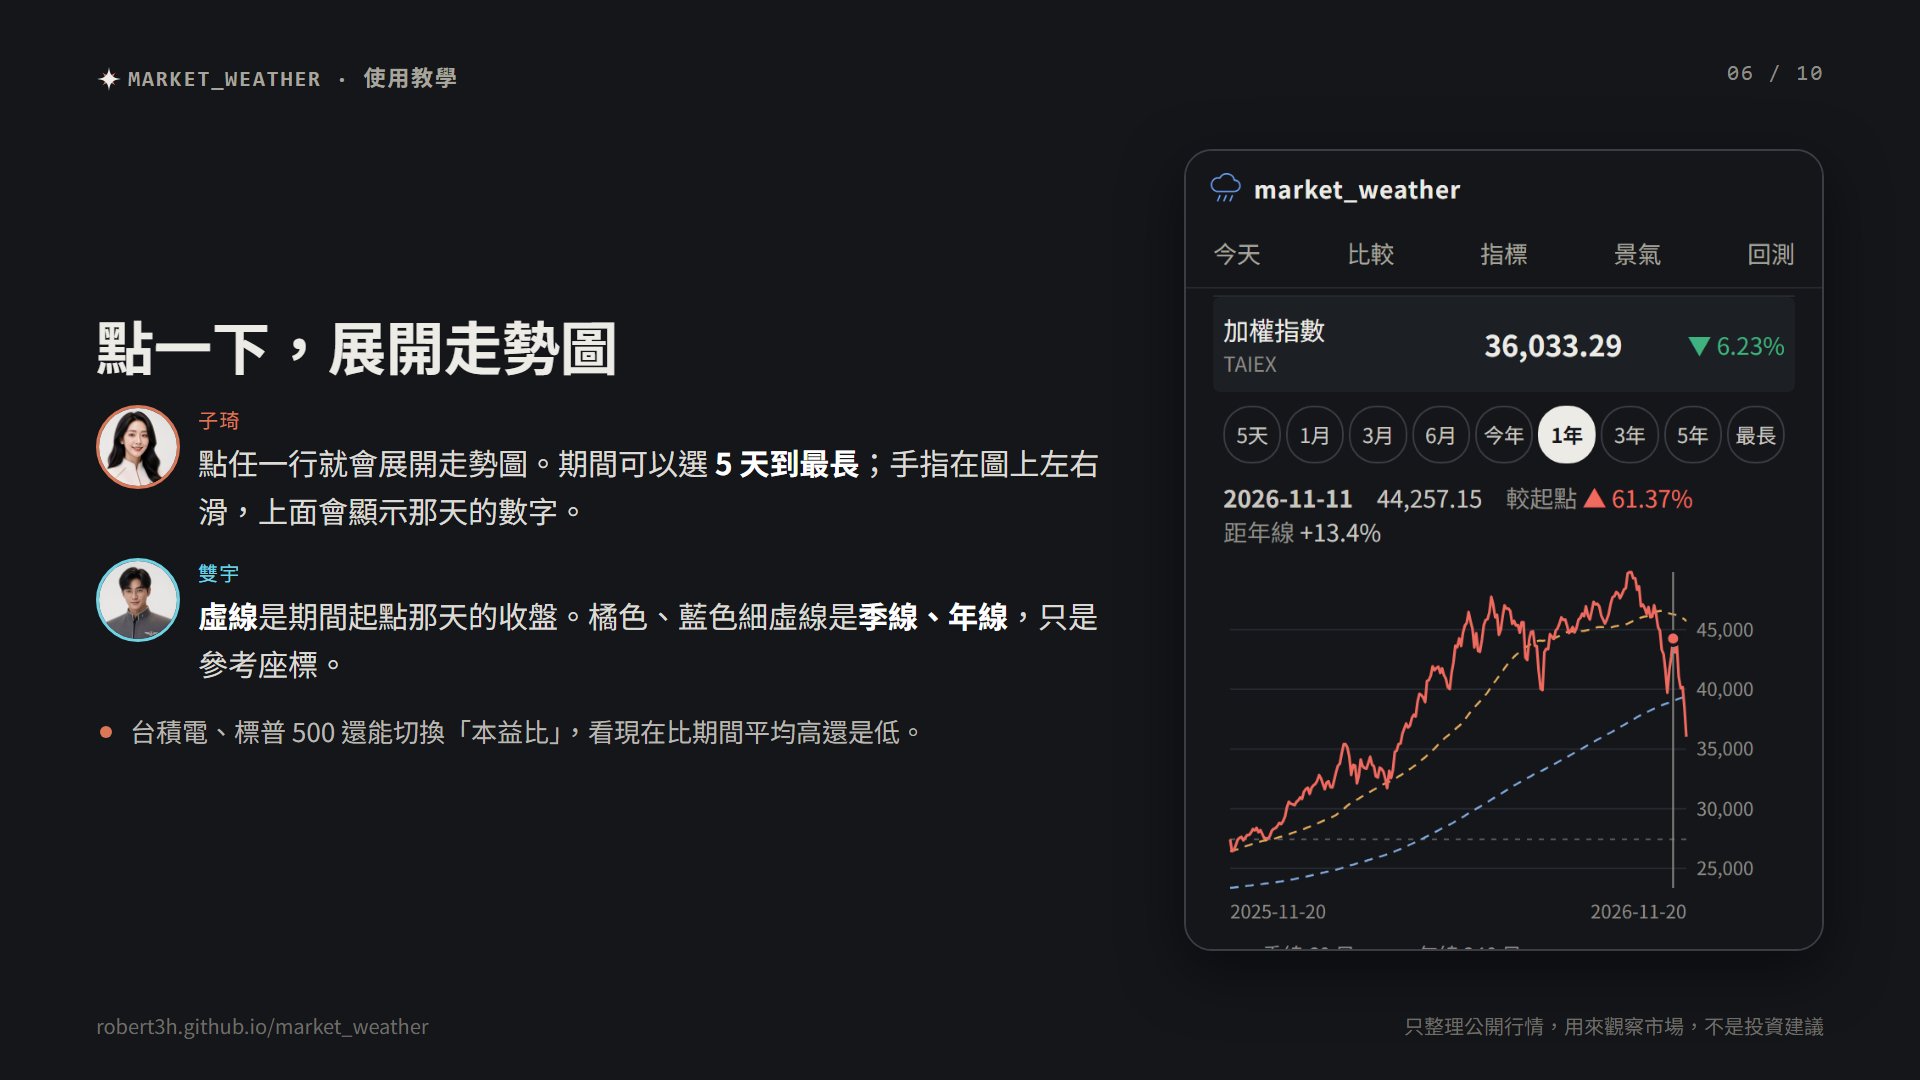 MARKET_WEATHER · 使用教學
06 / 10
點一下，展開走勢圖
子琦
點任一行就會展開走勢圖。期間可以選 5 天到最長；手指在圖上左右
滑，上面會顯示那天的數字。
雙宇
虛線是期間起點那天的收盤。橘色、藍色細虛線是季線、年線，只是
參考座標。
台積電、標普 500 還能切換「本益比」，看現在比期間平均高還是低。
market_weather
今天 比較 指標 景氣 回測
加權指數
TAIEX
36,033.29
▼ 6.23%
5天 1月 3月 6月 今年 1年 3年 5年 最長
2026-11-11 44,257.15 較起點 ▲ 61.37%
距年線 +13.4%
45,000
40,000
35,000
30,000
25,000
2025-11-20 2026-11-20
robert3h.github.io/market_weather
只整理公開行情，用來觀察市場，不是投資建議